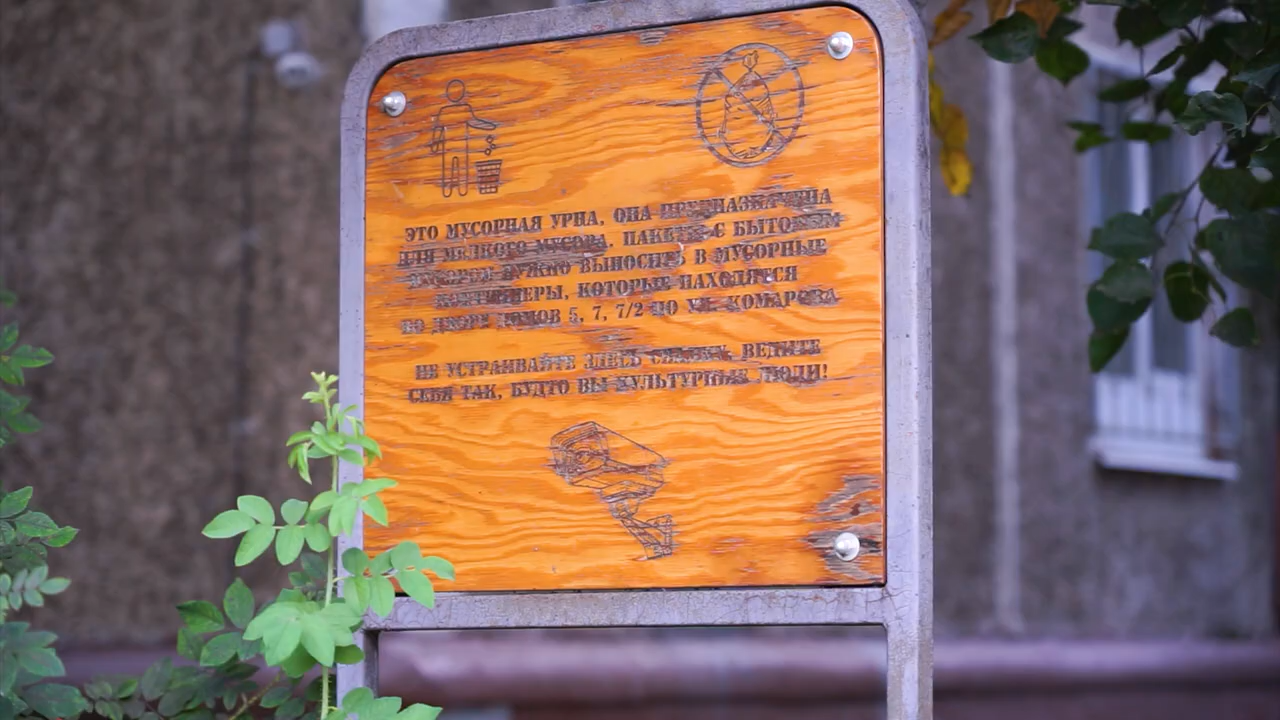 ЭТО МУСОРНАЯ УРНА, ОНА ПРЕДНАЗНАЧЕНА
ДЛЯ МЕЛКОГО МУСОРА. ПАКЕТЫ С БЫТОВЫМ
МУСОРОМ НУЖНО ВЫНОСИТЬ В МУСОРНЫЕ
КОНТЕЙНЕРЫ, КОТОРЫЕ НАХОДЯТСЯ
ВО ДВОРЕ ДОМОВ 5, 7, 7/2 ПО УЛ. КОМАРОВА
НЕ УСТРАИВАЙТЕ ЗДЕСЬ СВАЛКУ, ВЕДИТЕ
СЕБЯ ТАК, БУДТО ВЫ КУЛЬТУРНЫЕ ЛЮДИ!